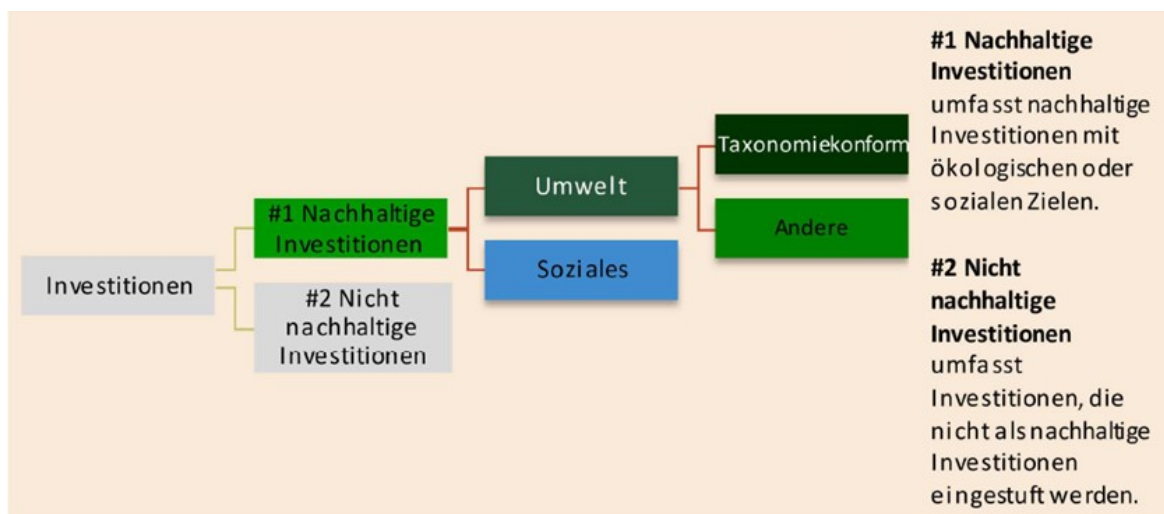 Investitionen
#1 Nachhaltige
Investitionen
#2 Nicht
nachhaltige
Investitionen
Umwelt
Soziales
Taxonomiekonform
Andere
#1 Nachhaltige
Investitionen
umfasst nachhaltige
Investitionen mit
ökologischen oder
sozialen Zielen.
#2 Nicht
nachhaltige
Investitionen
umfasst
Investitionen, die
nicht als nachhaltige
Investitionen
eingestuft werden.